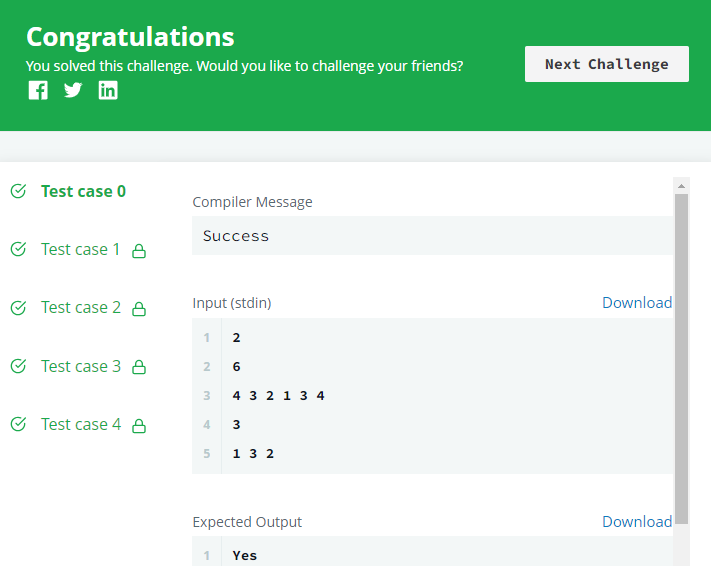 Congratulations
You solved this challenge. Would you like to challenge your friends?
Next Challenge
Test case 0
Test case 1
Test case 2
Test case 3
Test case 4
Compiler Message
Success
Input (stdin)
Download
1 2
2 6
3 4 3 2 1 3 4
4 3
5 1 3 2
Expected Output
Download
1 Yes